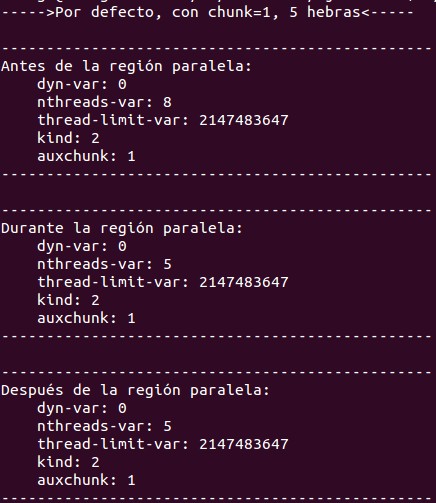 ----->Por defecto, con chunk=1, 5 hebras<-----
------------------------------------------------
Antes de la región paralela:
    dyn-var: 0
    nthreads-var: 8
    thread-limit-var: 2147483647
    kind: 2
    auxchunk: 1
------------------------------------------------
------------------------------------------------
Durante la región paralela:
    dyn-var: 0
    nthreads-var: 5
    thread-limit-var: 2147483647
    kind: 2
    auxchunk: 1
------------------------------------------------
------------------------------------------------
Después de la región paralela:
    dyn-var: 0
    nthreads-var: 5
    thread-limit-var: 2147483647
    kind: 2
    auxchunk: 1
------------------------------------------------